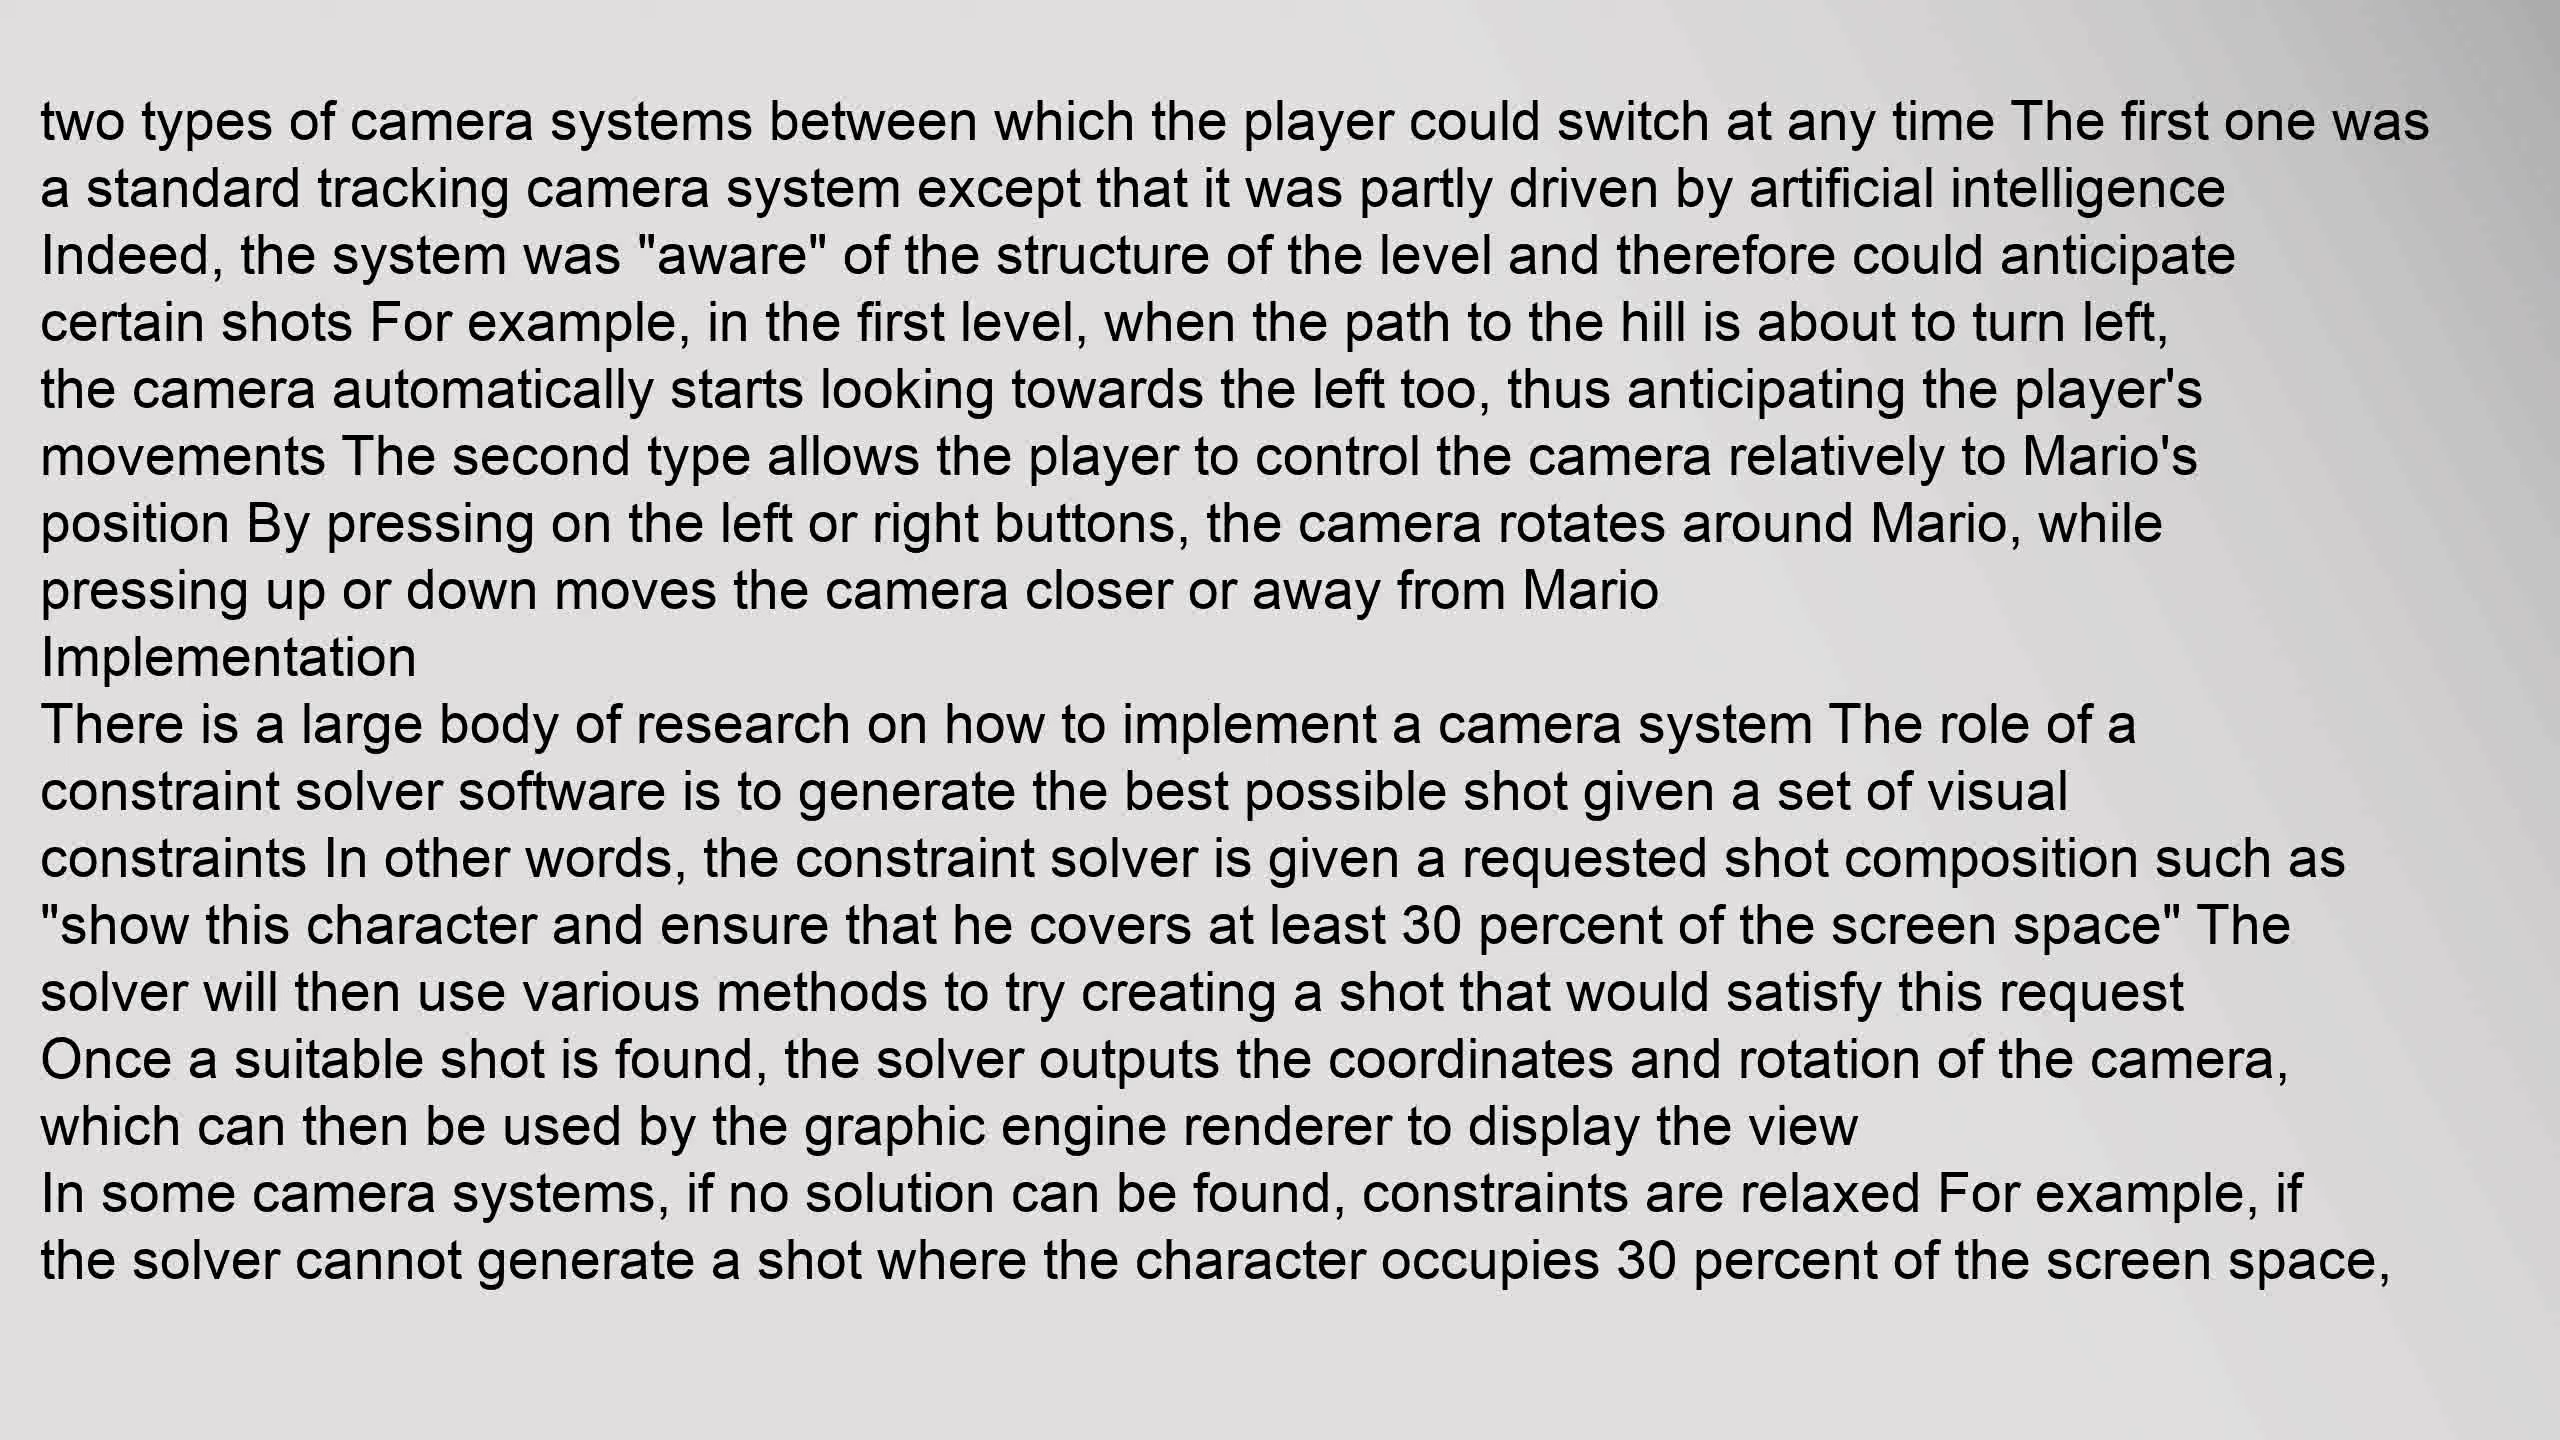 two types of camera systems between which the player could switch at any time The first one was
a standard tracking camera system except that it was partly driven by artificial intelligence
Indeed, the system was "aware" of the structure of the level and therefore could anticipate
certain shots For example, in the first level, when the path to the hill is about to turn left,
the camera automatically starts looking towards the left too, thus anticipating the player's
movements The second type allows the player to control the camera relatively to Mario's
position By pressing on the left or right buttons, the camera rotates around Mario, while
pressing up or down moves the camera closer or away from Mario
Implementation
There is a large body of research on how to implement a camera system The role of a
constraint solver software is to generate the best possible shot given a set of visual
constraints In other words, the constraint solver is given a requested shot composition such as
"show this character and ensure that he covers at least 30 percent of the screen space" The
solver will then use various methods to try creating a shot that would satisfy this request
Once a suitable shot is found, the solver outputs the coordinates and rotation of the camera,
which can then be used by the graphic engine renderer to display the view
In some camera systems, if no solution can be found, constraints are relaxed For example, if
the solver cannot generate a shot where the character occupies 30 percent of the screen space,